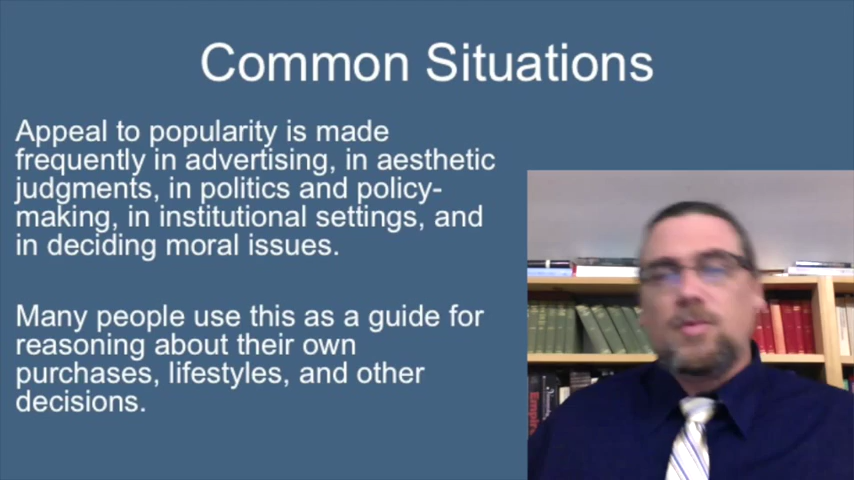 Common Situations
Appeal to popularity is made
frequently in advertising, in aesthetic
judgments, in politics and policy-
making, in institutional settings, and
in deciding moral issues.
Many people use this as a guide for
reasoning about their own
purchases, lifestyles, and other
decisions.